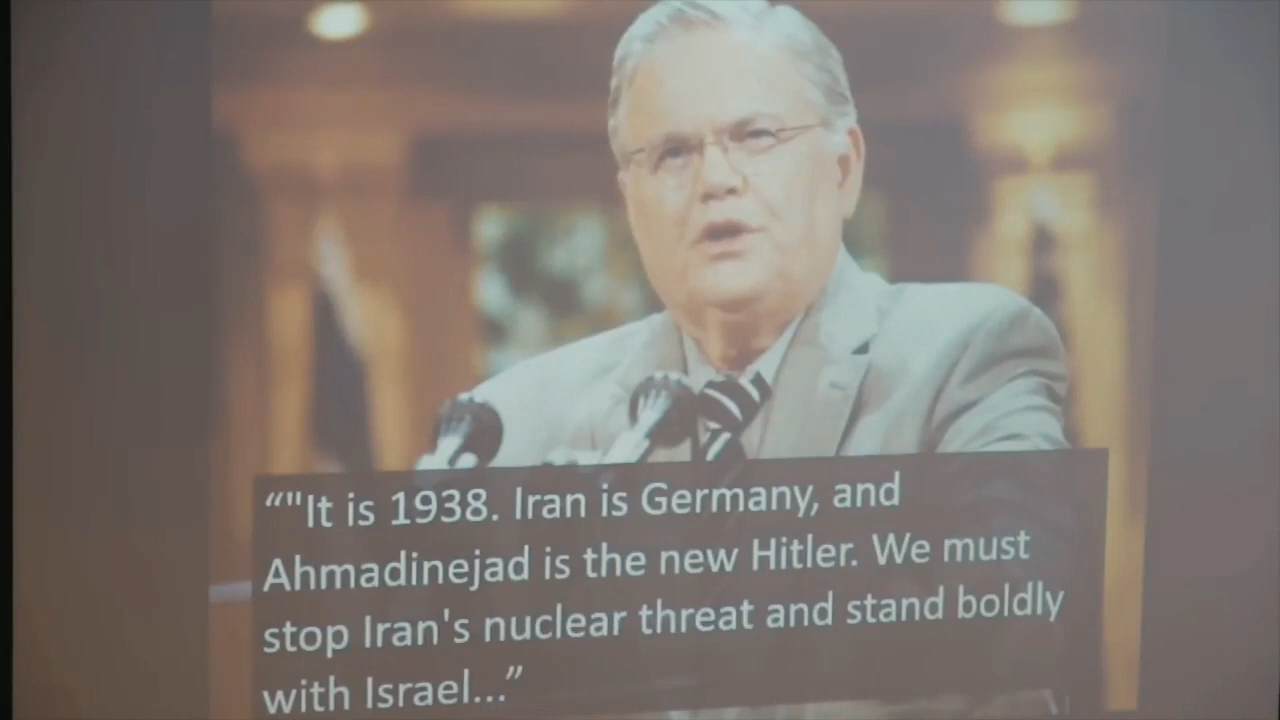 “"It is 1938. Iran is Germany, and
Ahmadinejad is the new Hitler. We must
stop Iran's nuclear threat and stand boldly
with Israel...”